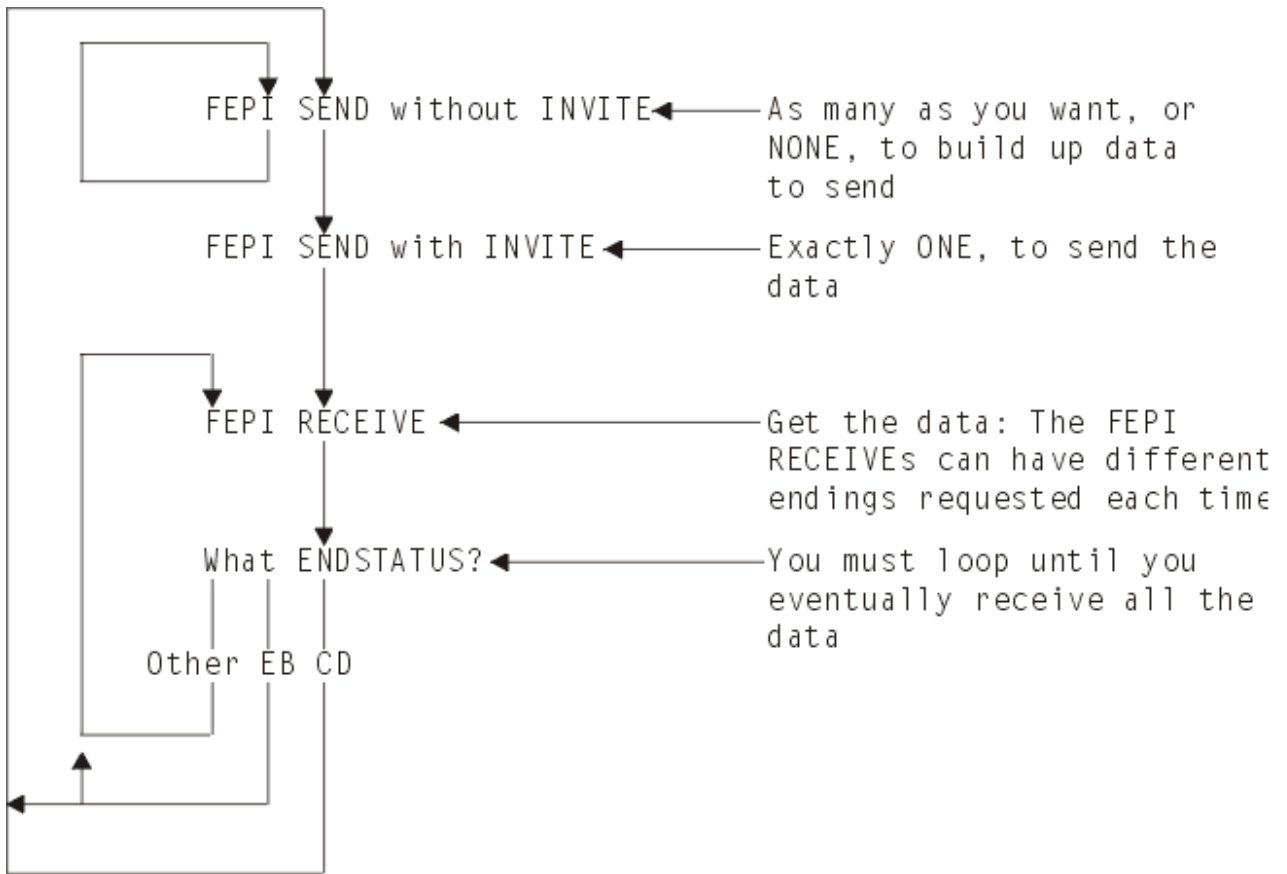 FEPI SEND without INVITE
As many as you want, or
NONE, to build up data
to send
FEPI SEND with INVITE
Exactly ONE, to send the
data
FEPI RECEIVE
Get the data: The FEPI
RECEIVEs can have different
endings requested each time
What ENDSTATUS?
You must loop until you
eventually receive all the
data
Other EB CD